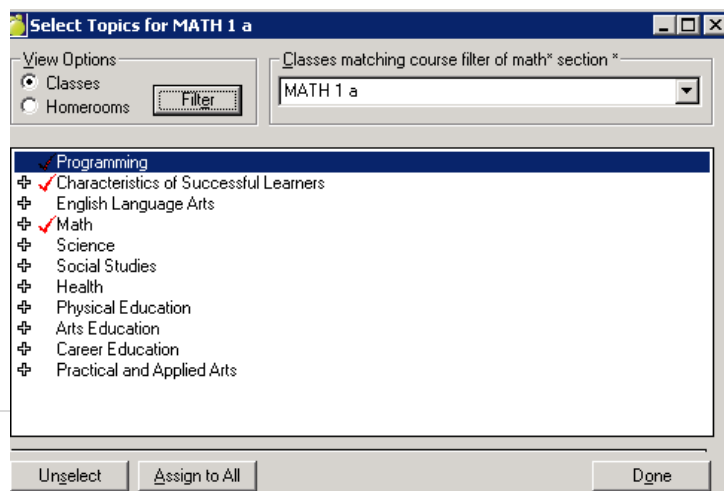 Select Topics for MATH 1 a
View Options
Classes
Homerooms
Filter
Classes matching course filter of math* section *
MATH 1 a
Programming
Characteristics of Successful Learners
English Language Arts
Math
Science
Social Studies
Health
Physical Education
Arts Education
Career Education
Practical and Applied Arts
Unselect
Assign to All
Done